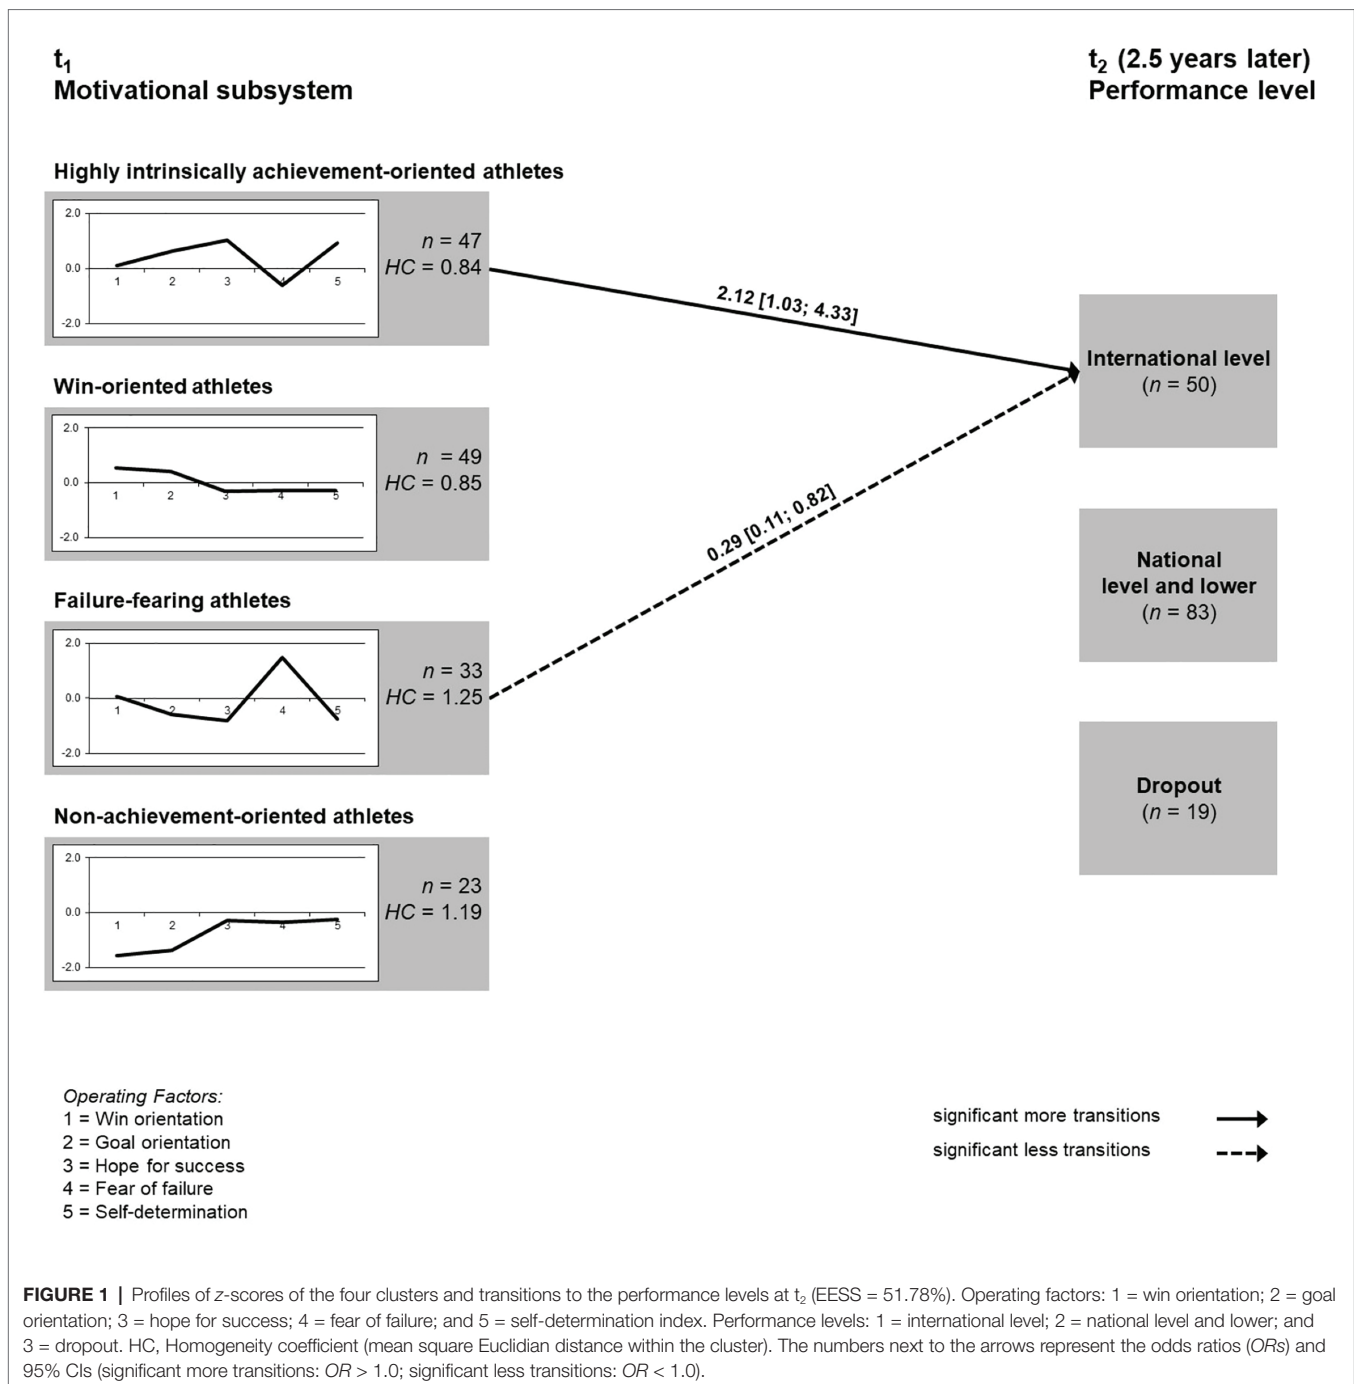 t₁
Motivational subsystem
t₂ (2.5 years later)
Performance level
Highly intrinsically achievement-oriented athletes
2.0
0.0
-2.0
1 2 3 4 5
n = 47
HC = 0.84
2.12 [1.03; 4.33]
International level
(n = 50)
Win-oriented athletes
2.0
0.0
-2.0
1 2 3 4 5
n = 49
HC = 0.85
0.29 [0.11; 0.82]
National
level and lower
(n = 83)
Failure-fearing athletes
2.0
0.0
-2.0
1 2 3 4 5
n = 33
HC = 1.25
Dropout
(n = 19)
Non-achievement-oriented athletes
2.0
0.0
-2.0
1 2 3 4 5
n = 23
HC = 1.19
Operating Factors:
1 = Win orientation
2 = Goal orientation
3 = Hope for success
4 = Fear of failure
5 = Self-determination
significant more transitions
significant less transitions
FIGURE 1 | Profiles of z-scores of the four clusters and transitions to the performance levels at t₂ (EESS = 51.78%). Operating factors: 1 = win orientation; 2 = goal
orientation; 3 = hope for success; 4 = fear of failure; and 5 = self-determination index. Performance levels: 1 = international level; 2 = national level and lower; and
3 = dropout. HC, Homogeneity coefficient (mean square Euclidian distance within the cluster). The numbers next to the arrows represent the odds ratios (ORs) and
95% CIs (significant more transitions: OR > 1.0; significant less transitions: OR < 1.0).